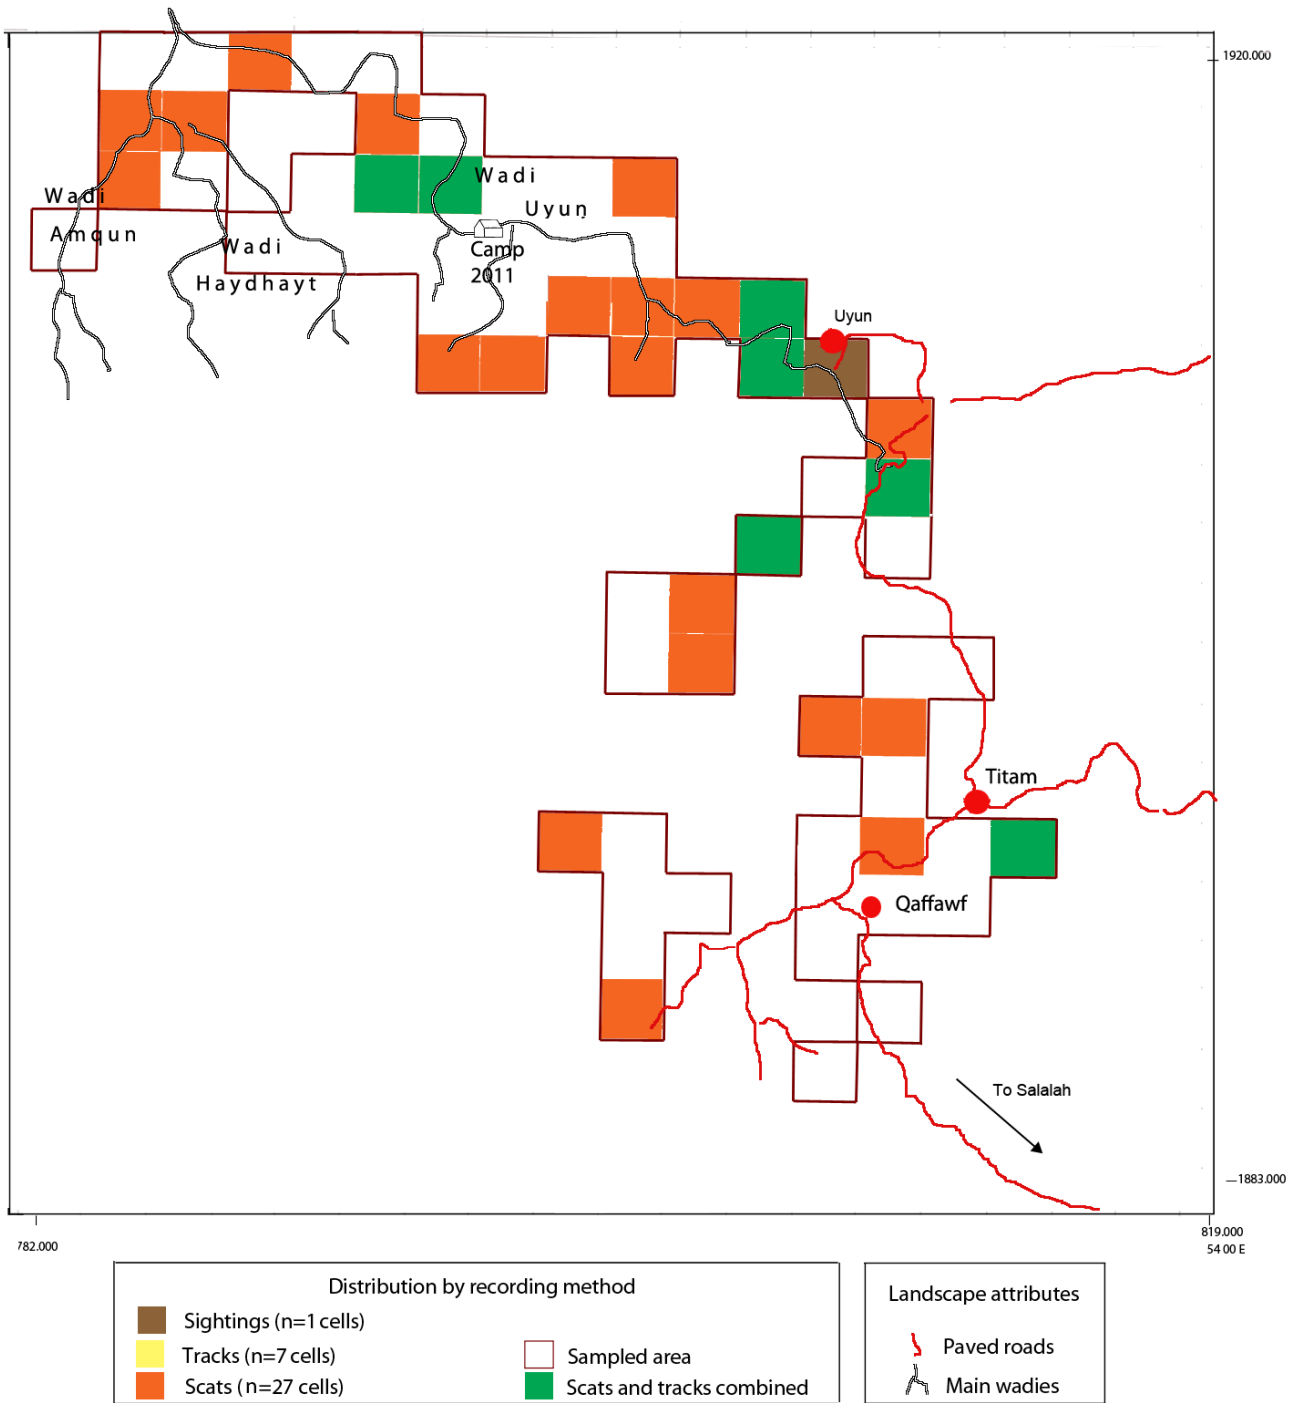 1920.000
Wadi
Uyun
Wadi
Amqun
Wadi
Haydhayt
Camp
2011
Uyun
Titam
Qaffawf
To Salalah
1883.000
782.000
819.000
54 00 E
Distribution by recording method
Sightings (n=1 cells)
Tracks (n=7 cells)
Scats (n=27 cells)
Sampled area
Scats and tracks combined
Landscape attributes
Paved roads
Main wadies